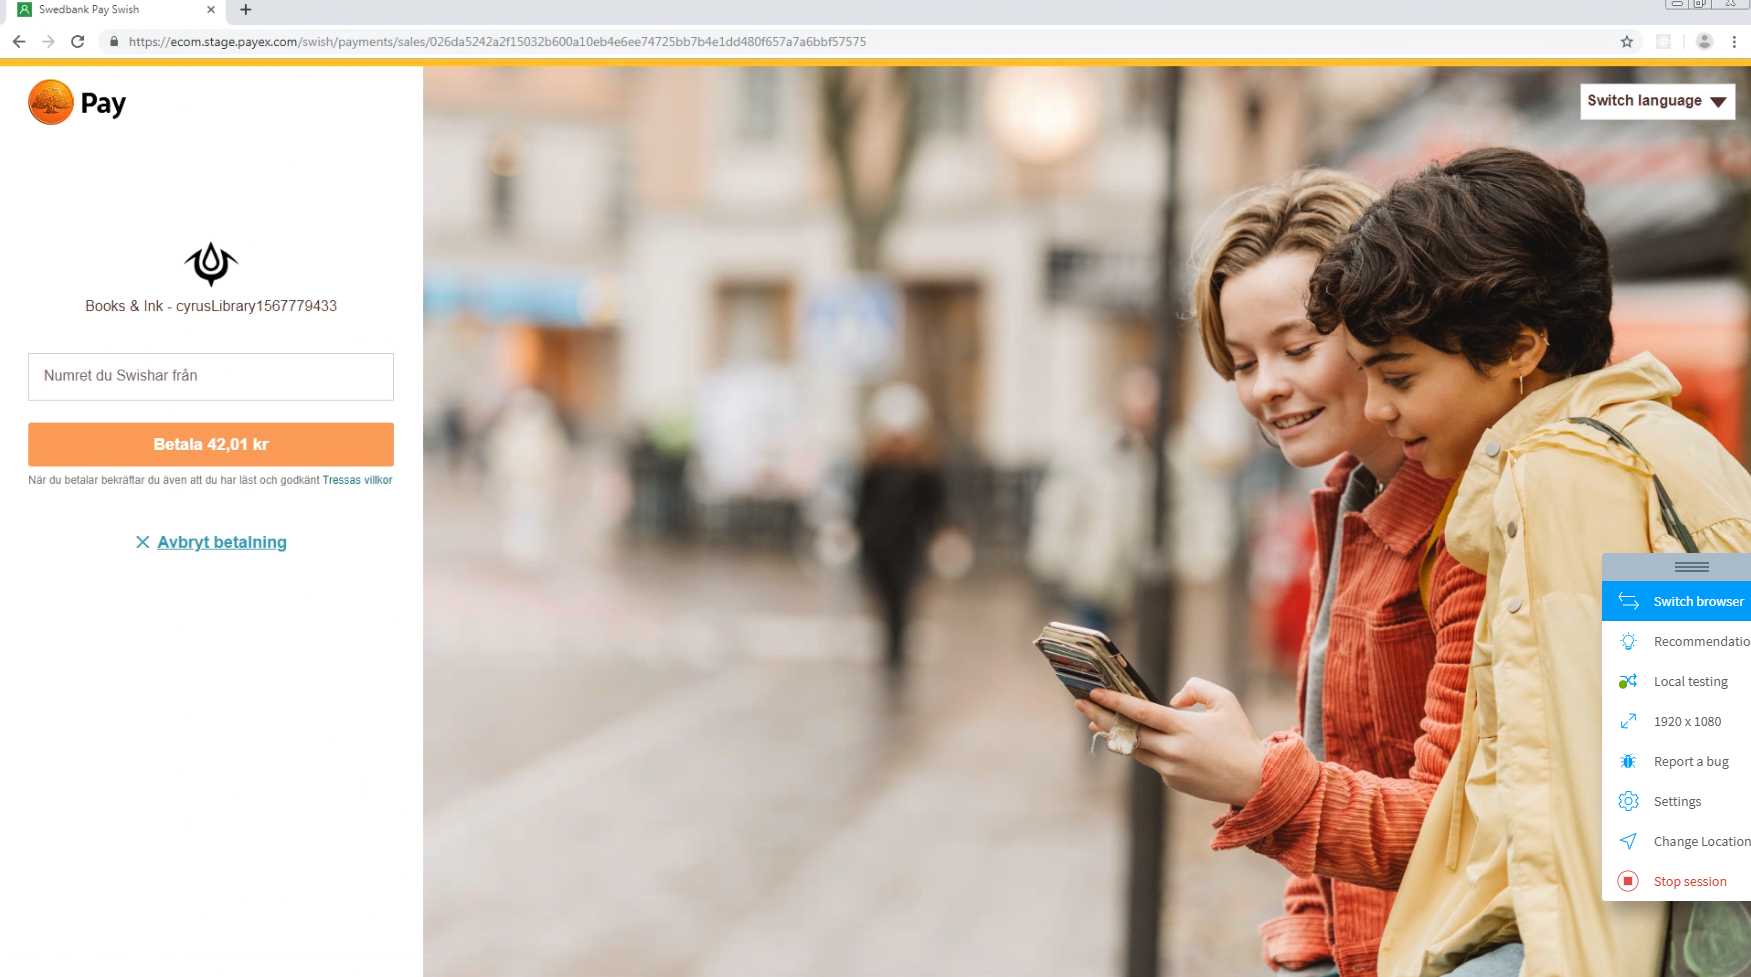 Swedbank Pay Swish
https://ecom.stage.payex.com/swish/payments/sales/026da5242a2f15032b600a10eb4e6ee74725bb7b4e1dd480f657a7a6bbf57575
Pay
Switch language
Books & Ink - cyrusLibrary1567779433
Numret du Swishar från
Betala 42,01 kr
När du betalar bekräftar du även att du har läst och godkänt Tressas villkor
Avbryt betalning
Switch browser
Recommendatio
Local testing
1920 x 1080
Report a bug
Settings
Change Location
Stop session